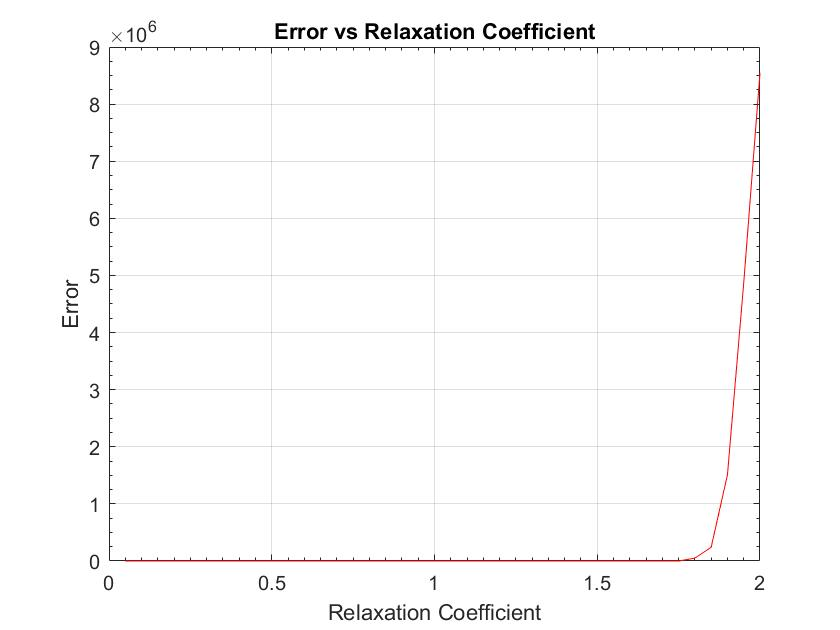 Error vs Relaxation Coefficient
×10^6
9
8
7
6
5
4
3
2
1
0
Error
0 0.5 1 1.5 2
Relaxation Coefficient